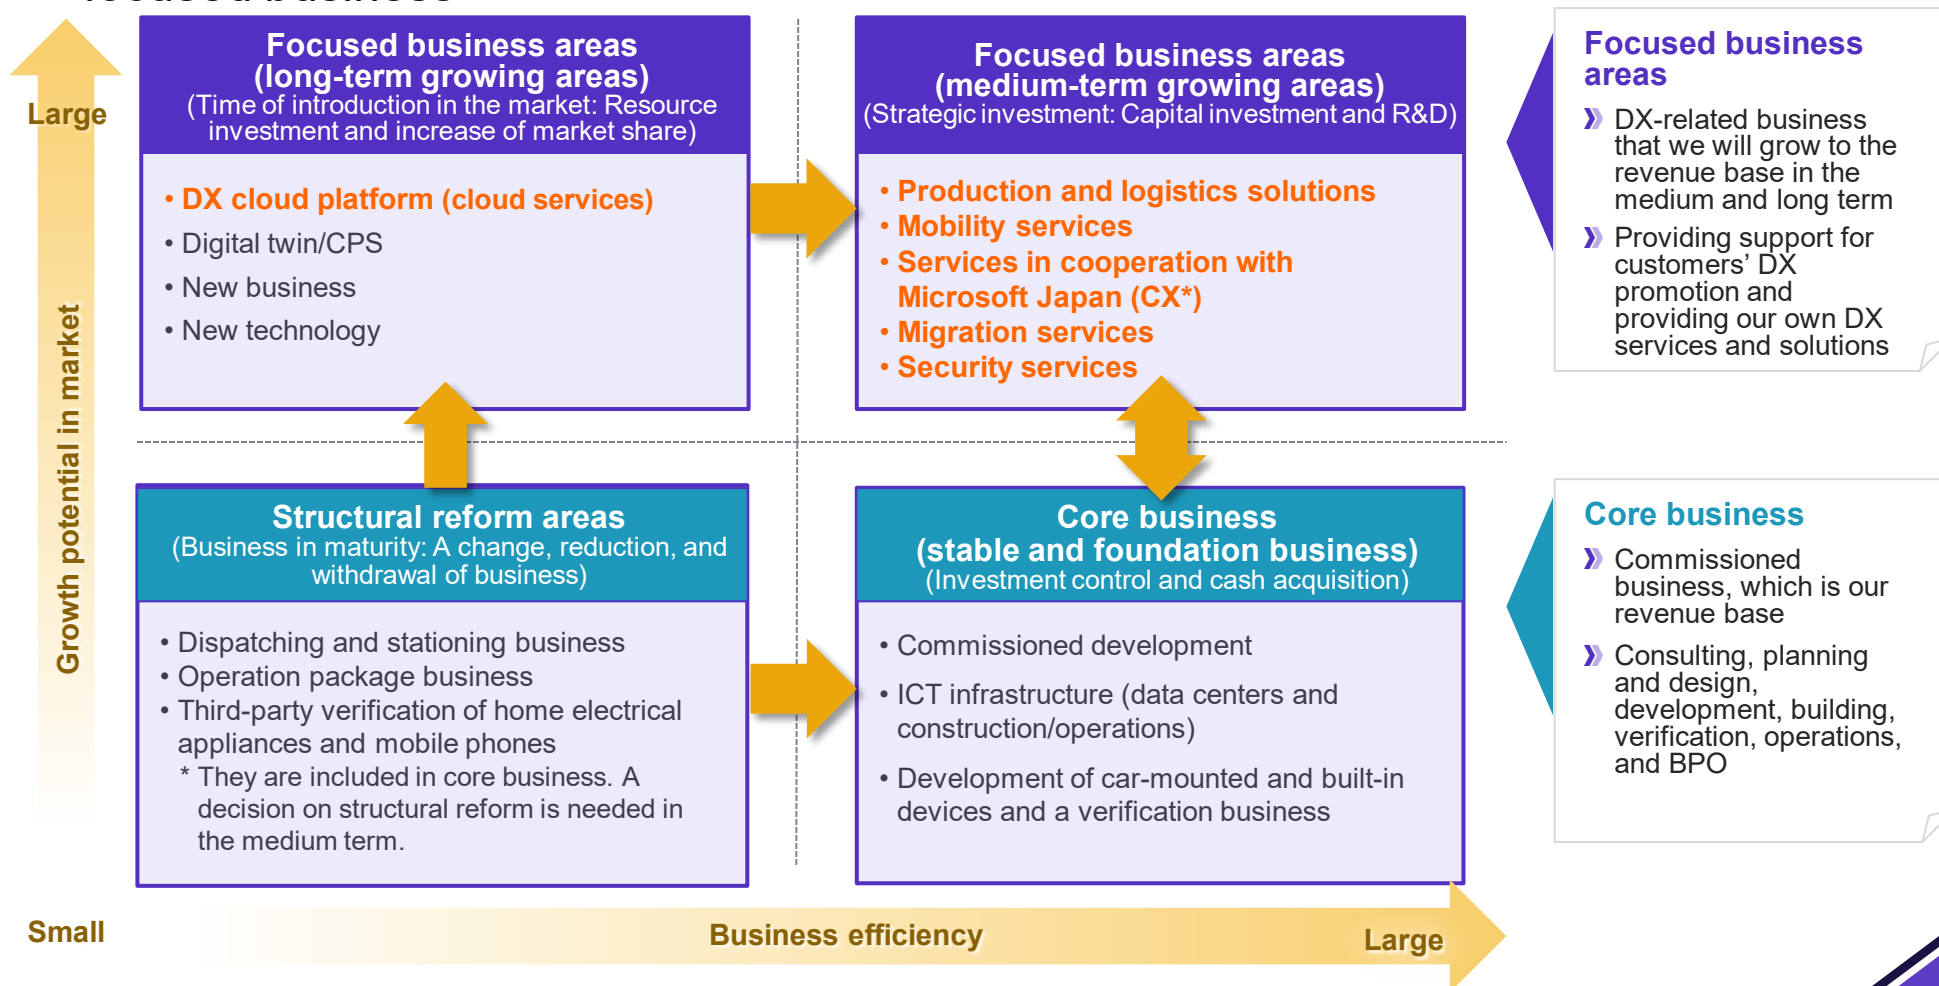 focused business
Large
Growth potential in market
Small
Focused business areas
(long-term growing areas)
(Time of introduction in the market: Resource
investment and increase of market share)
• DX cloud platform (cloud services)
• Digital twin/CPS
• New business
• New technology
Focused business areas
(medium-term growing areas)
(Strategic investment: Capital investment and R&D)
• Production and logistics solutions
• Mobility services
• Services in cooperation with
Microsoft Japan (CX*)
• Migration services
• Security services
Focused business
areas
DX-related business
that we will grow to the
revenue base in the
medium and long term
Providing support for
customers’ DX
promotion and
providing our own DX
services and solutions
Structural reform areas
(Business in maturity: A change, reduction, and
withdrawal of business)
• Dispatching and stationing business
• Operation package business
• Third-party verification of home electrical
appliances and mobile phones
* They are included in core business. A
decision on structural reform is needed in
the medium term.
Core business
(stable and foundation business)
(Investment control and cash acquisition)
• Commissioned development
• ICT infrastructure (data centers and
construction/operations)
• Development of car-mounted and built-in
devices and a verification business
Core business
Commissioned
business, which is our
revenue base
Consulting, planning
and design,
development, building,
verification, operations,
and BPO
Business efficiency
Large